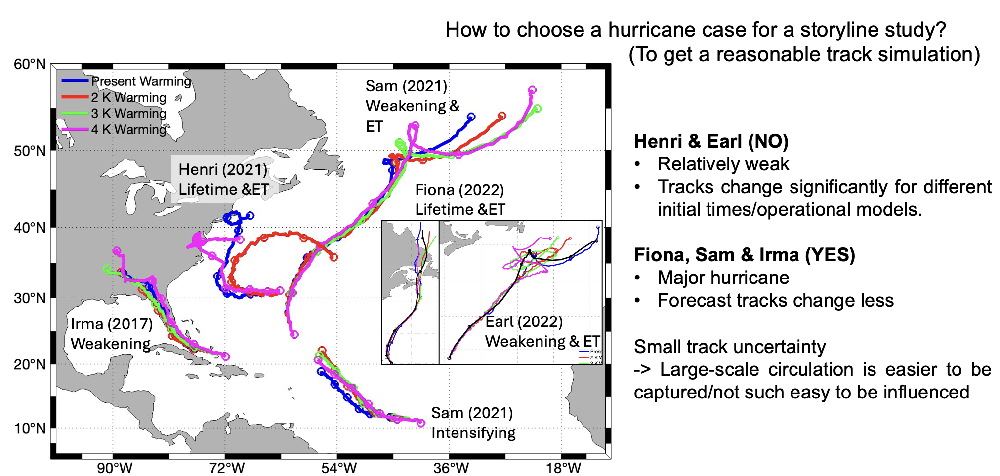 How to choose a hurricane case for a storyline study?
(To get a reasonable track simulation)
60°N
50°N
40°N
30°N
20°N
10°N
90°W
72°W
54°W
36°W
18°W
Present Warming
2 K Warming
3 K Warming
4 K Warming
Sam (2021)
Weakening &
ET
Henri (2021)
Lifetime &ET
Fiona (2022)
Lifetime &ET
Irma (2017)
Weakening
Earl (2022)
Weakening & ET
Prese
2 K W
3 K W
Sam (2021)
Intensifying
Henri & Earl (NO)
• Relatively weak
• Tracks change significantly for different
initial times/operational models.
Fiona, Sam & Irma (YES)
• Major hurricane
• Forecast tracks change less
Small track uncertainty
-> Large-scale circulation is easier to be
captured/not such easy to be influenced